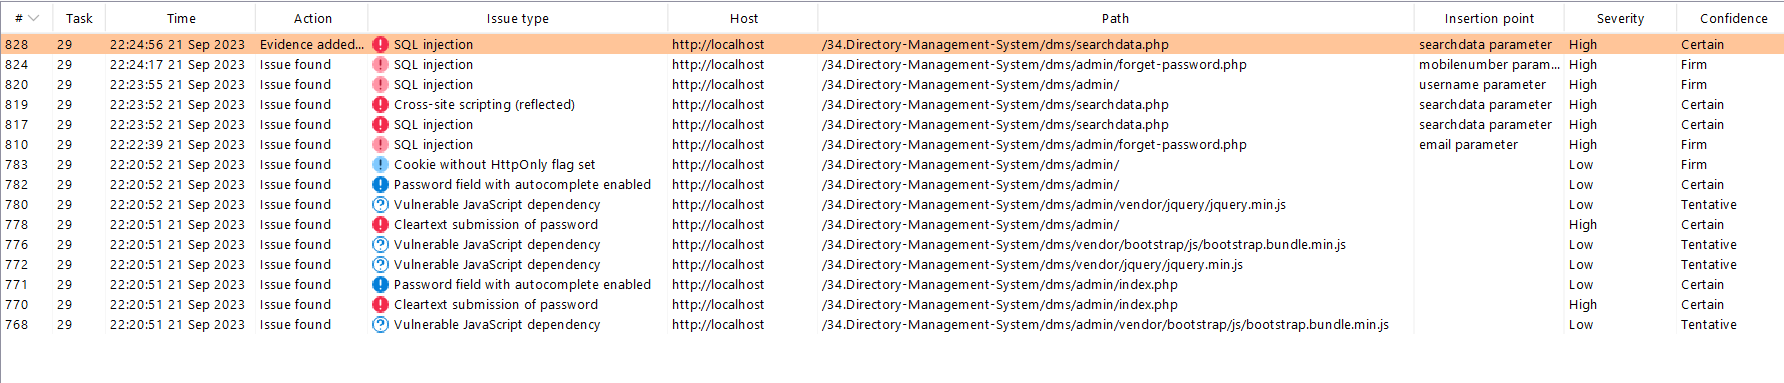 # Task Time Action Issue type Host Path Insertion point Severity Confidence
828 29 22:24:56 21 Sep 2023 Evidence added... SQL injection http://localhost /34.Directory-Management-System/dms/searchdata.php searchdata parameter High Certain
824 29 22:24:17 21 Sep 2023 Issue found SQL injection http://localhost /34.Directory-Management-System/dms/admin/forget-password.php mobilenumber param... High Firm
820 29 22:23:55 21 Sep 2023 Issue found SQL injection http://localhost /34.Directory-Management-System/dms/admin/ username parameter High Firm
819 29 22:23:52 21 Sep 2023 Issue found Cross-site scripting (reflected) http://localhost /34.Directory-Management-System/dms/searchdata.php searchdata parameter High Certain
817 29 22:23:52 21 Sep 2023 Issue found SQL injection http://localhost /34.Directory-Management-System/dms/searchdata.php searchdata parameter High Certain
810 29 22:22:39 21 Sep 2023 Issue found SQL injection http://localhost /34.Directory-Management-System/dms/admin/forget-password.php email parameter High Firm
783 29 22:20:52 21 Sep 2023 Issue found Cookie without HttpOnly flag set http://localhost /34.Directory-Management-System/dms/admin/ Low Firm
782 29 22:20:52 21 Sep 2023 Issue found Password field with autocomplete enabled http://localhost /34.Directory-Management-System/dms/admin/ Low Certain
780 29 22:20:52 21 Sep 2023 Issue found Vulnerable JavaScript dependency http://localhost /34.Directory-Management-System/dms/admin/vendor/jquery/jquery.min.js Low Tentative
778 29 22:20:51 21 Sep 2023 Issue found Cleartext submission of password http://localhost /34.Directory-Management-System/dms/admin/ High Certain
776 29 22:20:51 21 Sep 2023 Issue found Vulnerable JavaScript dependency http://localhost /34.Directory-Management-System/dms/vendor/bootstrap/js/bootstrap.bundle.min.js Low Tentative
772 29 22:20:51 21 Sep 2023 Issue found Vulnerable JavaScript dependency http://localhost /34.Directory-Management-System/dms/vendor/jquery/jquery.min.js Low Tentative
771 29 22:20:51 21 Sep 2023 Issue found Password field with autocomplete enabled http://localhost /34.Directory-Management-System/dms/admin/index.php Low Certain
770 29 22:20:51 21 Sep 2023 Issue found Cleartext submission of password http://localhost /34.Directory-Management-System/dms/admin/index.php High Certain
768 29 22:20:51 21 Sep 2023 Issue found Vulnerable JavaScript dependency http://localhost /34.Directory-Management-System/dms/admin/vendor/bootstrap/js/bootstrap.bundle.min.js Low Tentative